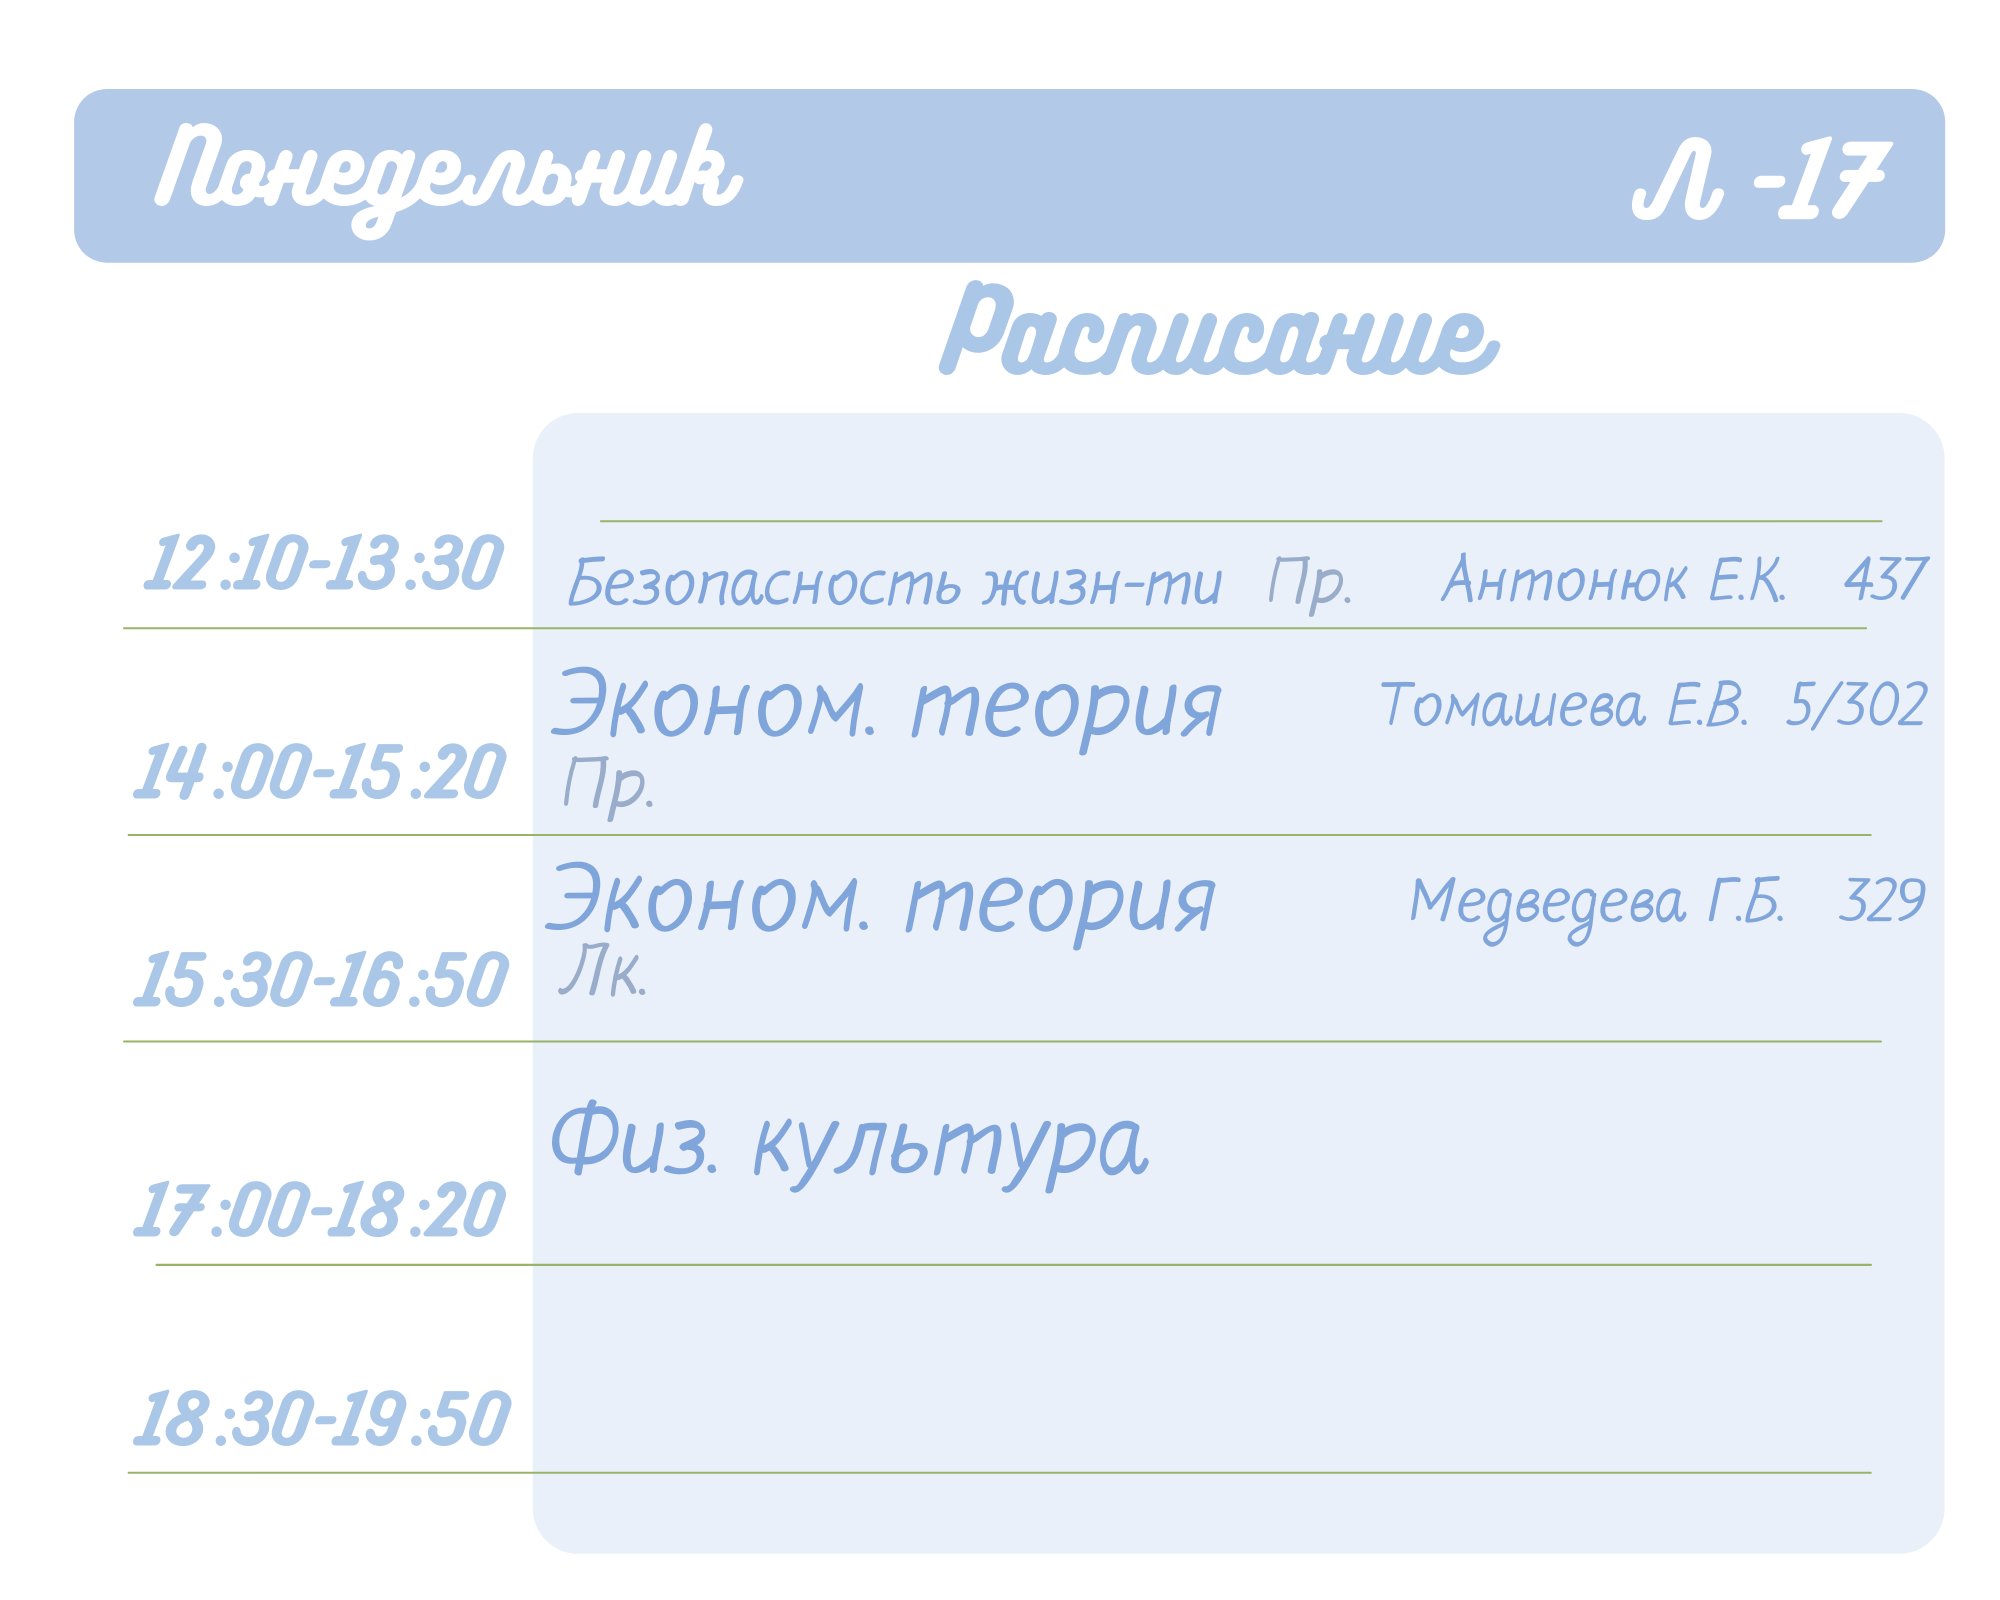 Понедельник Л -17
Расписание
12:10-13:30 Безопасность жизн-ти Пр. Антонюк Е.К. 437
Эконом. теория Томашева Е.В. 5/302
14:00-15:20 Пр.
Эконом. теория Медведева Г.Б. 329
15:30-16:50 Лк.
Физ. культура
17:00-18:20
18:30-19:50